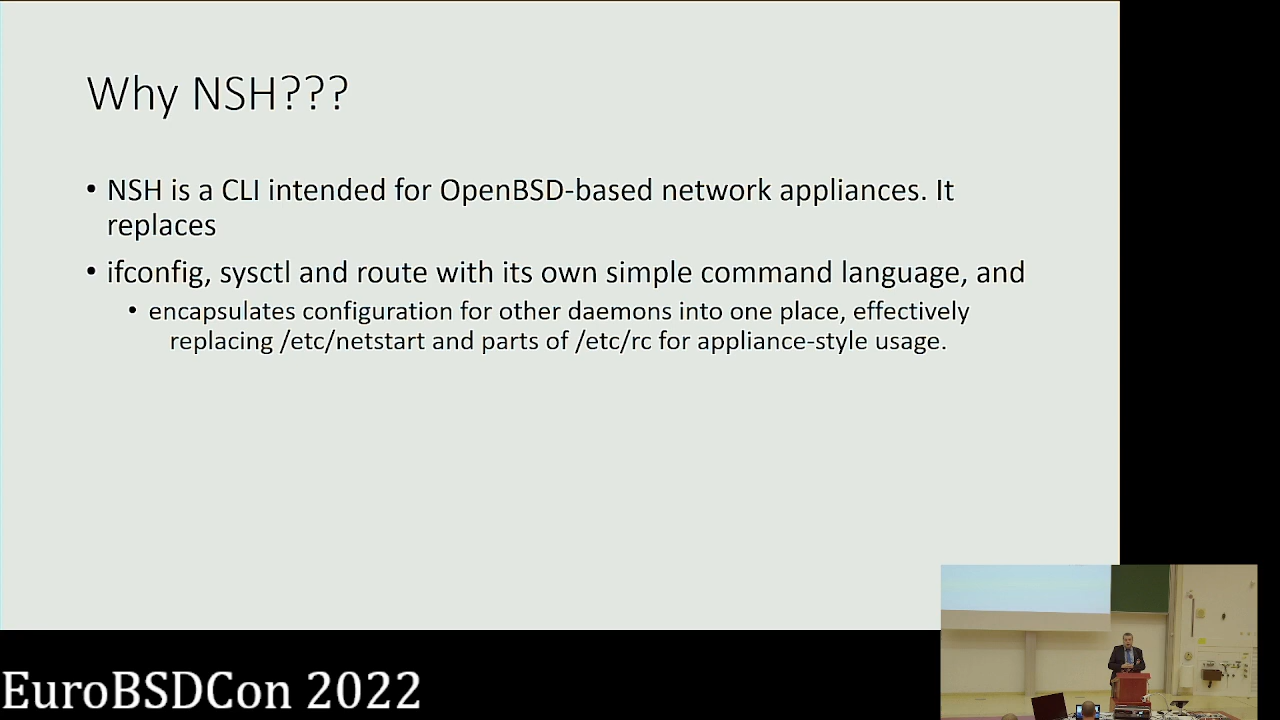 Why NSH???
• NSH is a CLI intended for OpenBSD-based network appliances. It
replaces
• ifconfig, sysctl and route with its own simple command language, and
• encapsulates configuration for other daemons into one place, effectively
replacing /etc/netstart and parts of /etc/rc for appliance-style usage.
EuroBSDCon 2022